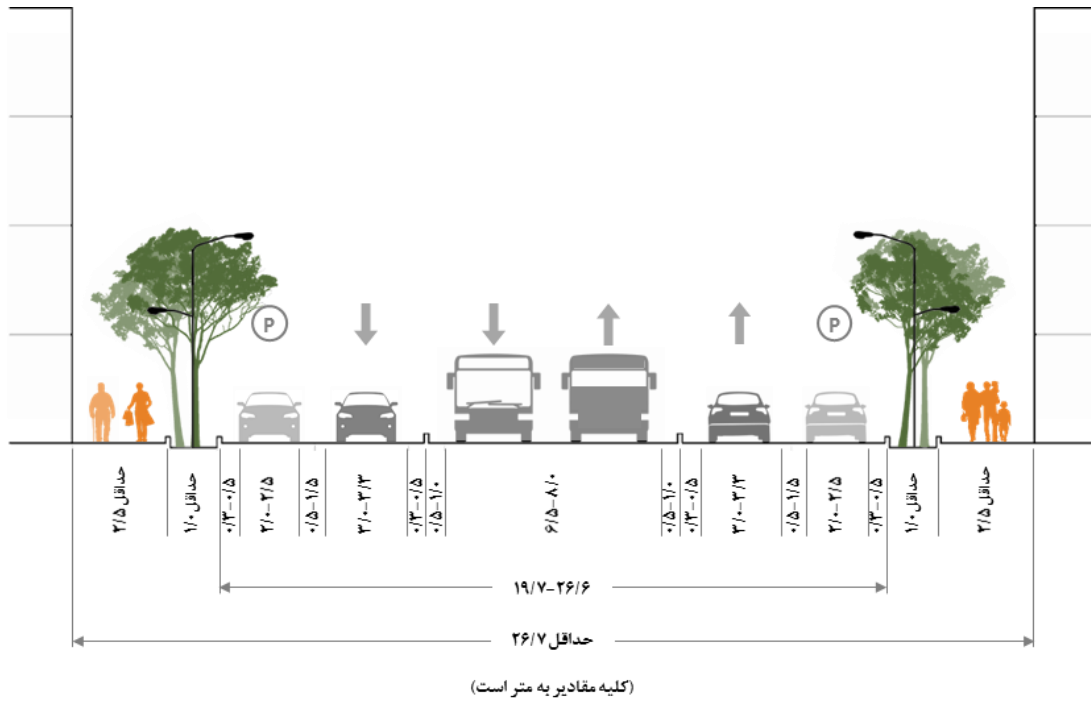 P
P
حداقل ۲/۵
حداقل ۱/۰
۰/۳-۰/۵
۲/۰-۲/۵
۰/۵-۱/۵
۳/۰-۳/۳
۰/۳-۰/۵
۰/۵-۱/۰
۶/۵-۸/۰
۰/۵-۱/۰
۰/۳-۰/۵
۳/۰-۳/۳
۰/۵-۱/۵
۲/۰-۲/۵
۰/۳-۰/۵
حداقل ۱/۰
حداقل ۲/۵
۱۹/۷-۲۶/۶
حداقل ۲۶/۷
(کلیه مقادیر به متر است)